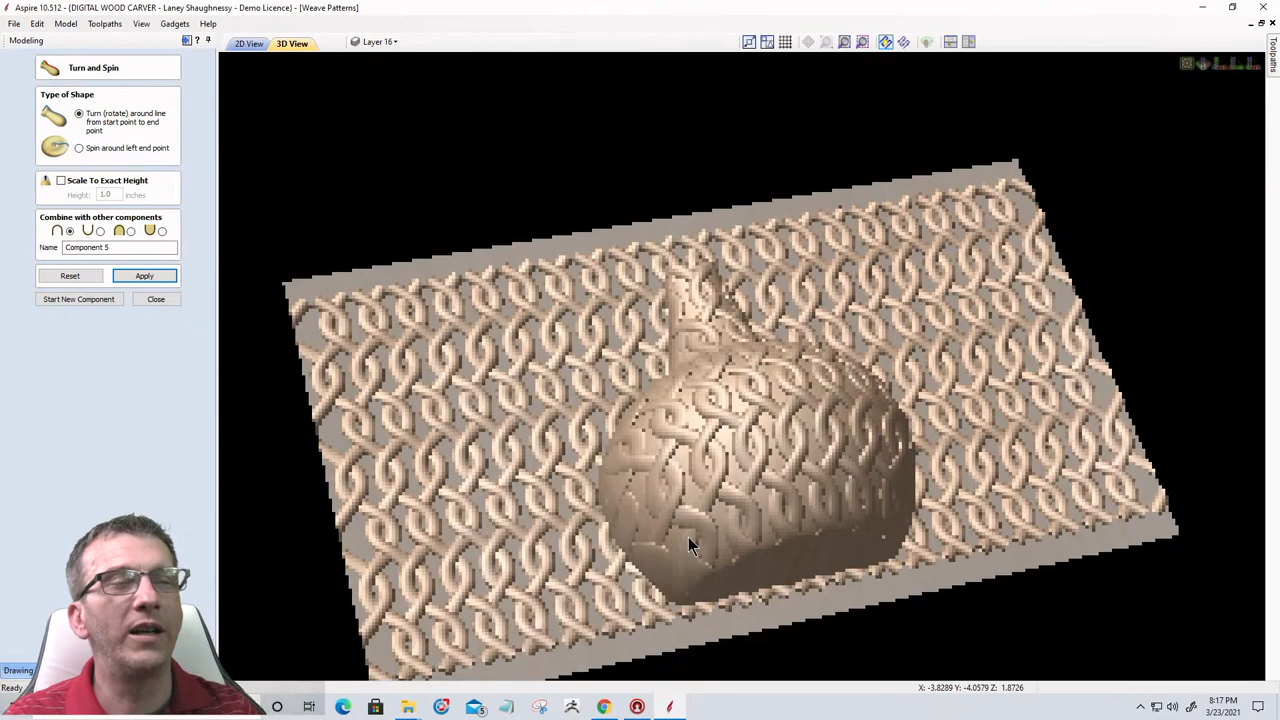 Aspire 10.512 - (DIGITAL WOOD CARVER - Laney Shaughnessy - Demo Licence) - [Weave Patterns]
File Edit Model Toolpaths View Gadgets Help
Modeling
2D View 3D View Layer 16
Toolpaths
Turn and Spin
Type of Shape
Turn (rotate) around line
from start point to end
point
Spin around left end point
Scale To Exact Height
Height: 1.0 inches
Combine with other components
Name Component 5
Reset Apply
Start New Component Close
Drawing
Ready
X: -3.8289 Y: -4.0579 Z: 1.8726
5
8:17 PM
3/23/2021